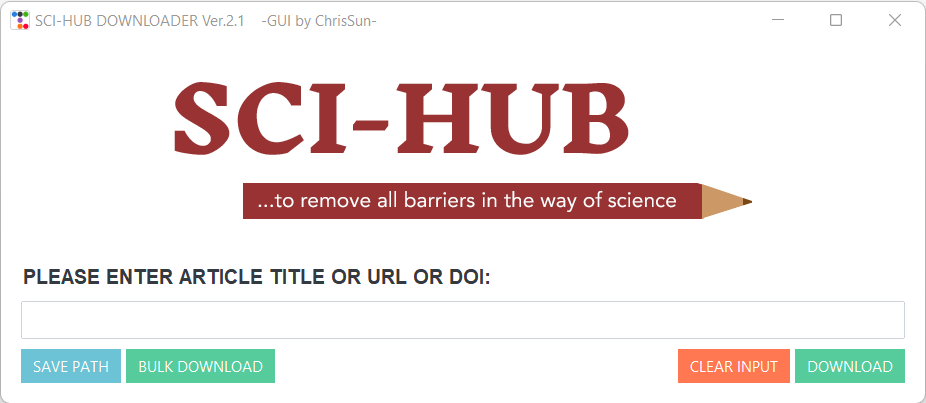 SCI-HUB DOWNLOADER Ver.2.1 -GUI by ChrisSun-
SCI-HUB
...to remove all barriers in the way of science
PLEASE ENTER ARTICLE TITLE OR URL OR DOI:
SAVE PATH BULK DOWNLOAD CLEAR INPUT DOWNLOAD